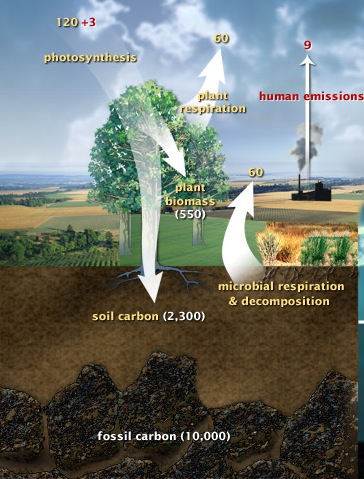 120 +3
60
9
photosynthesis
plant
respiration
human emissions
60
plant
biomass
(550)
microbial respiration
& decomposition
soil carbon (2,300)
fossil carbon (10,000)